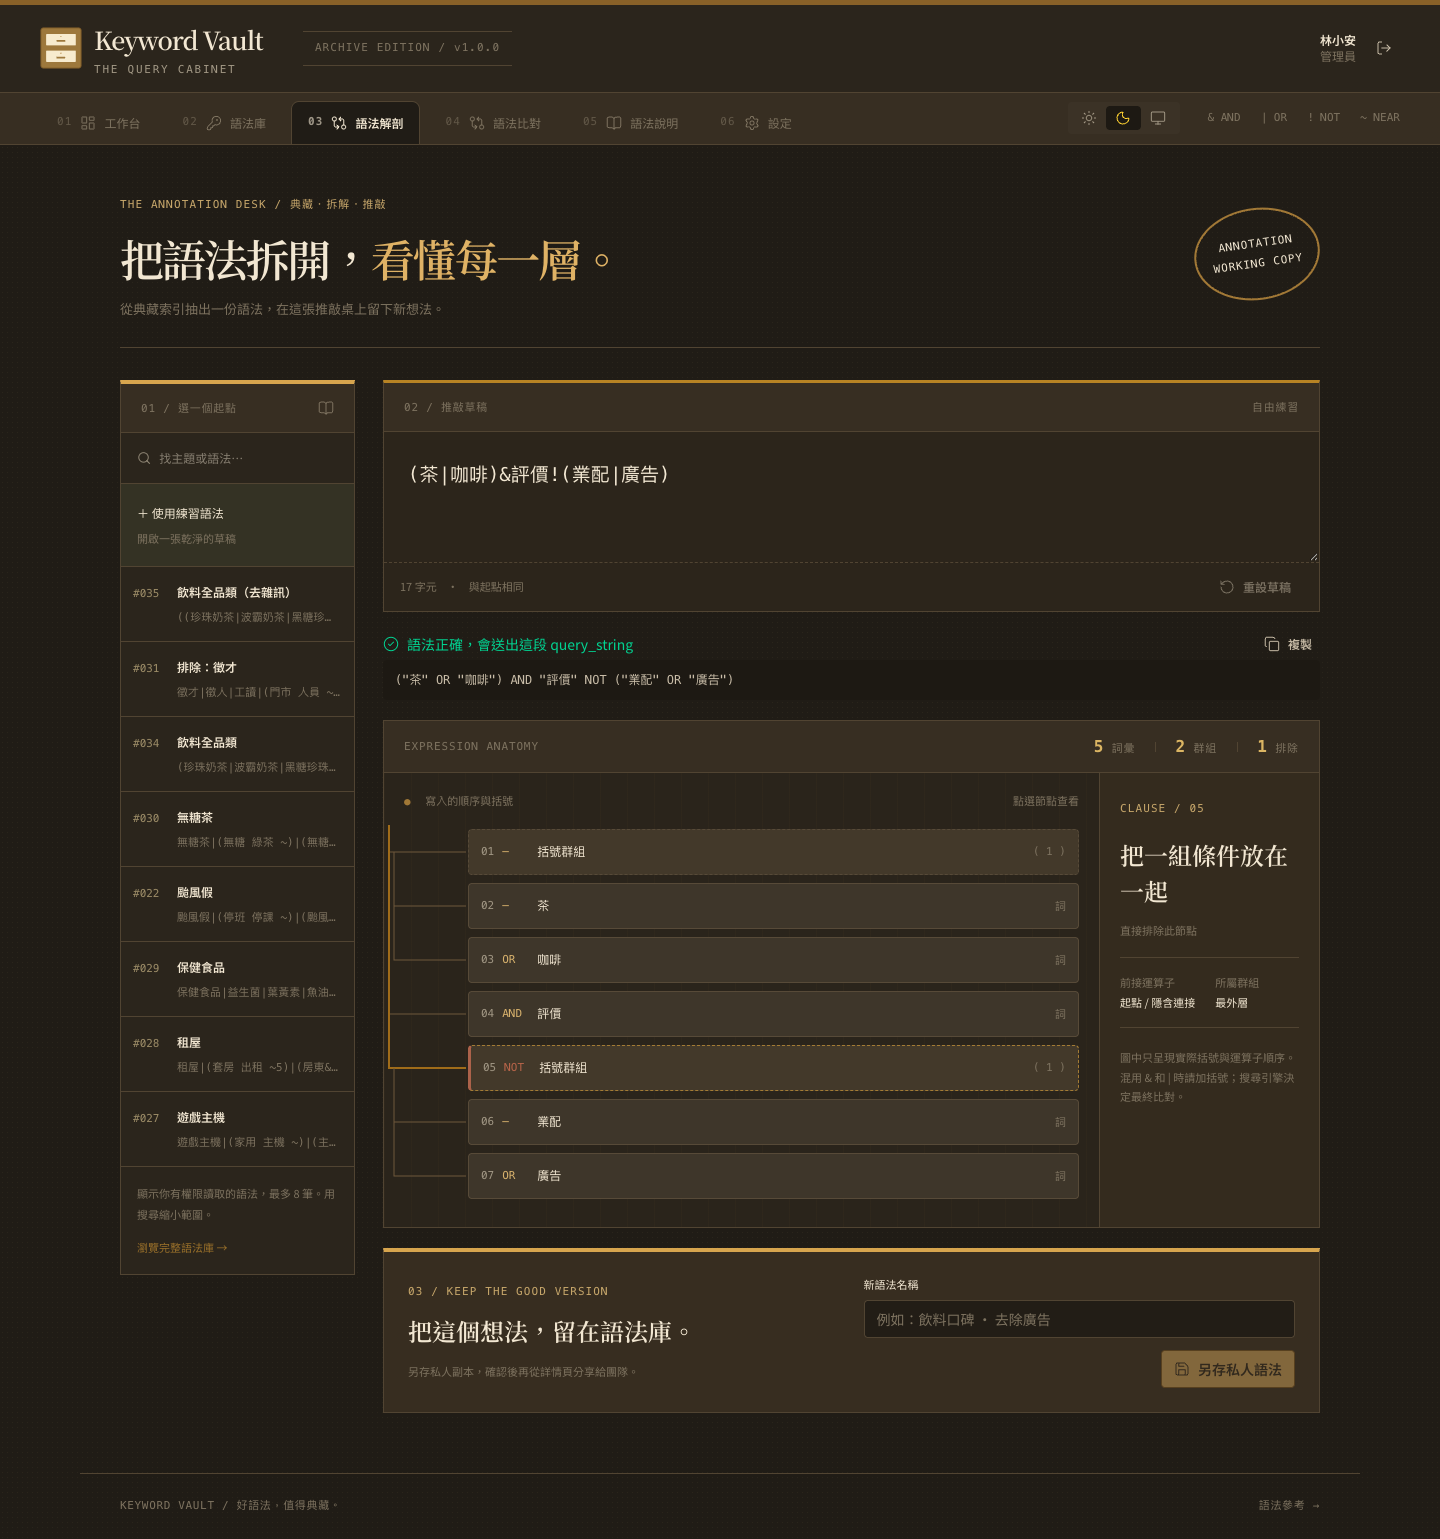 Keyword Vault
THE QUERY CABINET
ARCHIVE EDITION / v1.0.0
林小安
管理員
01 工作台
02 語法庫
03 語法解剖
04 語法比對
05 語法說明
06 設定
& AND | OR ! NOT ~ NEAR
THE ANNOTATION DESK / 典藏 · 拆解 · 推敲
把語法拆開，看懂每一層。
從典藏索引抽出一份語法，在這張推敲桌上留下新想法。
ANNOTATION
WORKING COPY
01 / 選一個起點
找主題或語法…
＋ 使用練習語法
開啟一張乾淨的草稿
#035 飲料全品類（去雜訊）
((珍珠奶茶|波霸奶茶|黑糖珍…
#031 排除：徵才
徵才|徵人|工讀|(門市 人員 ~…
#034 飲料全品類
(珍珠奶茶|波霸奶茶|黑糖珍珠…
#030 無糖茶
無糖茶|(無糖 綠茶 ~)|(無糖…
#022 颱風假
颱風假|(停班 停課 ~)|(颱風…
#029 保健食品
保健食品|益生菌|葉黃素|魚油…
#028 租屋
租屋|(套房 出租 ~5)|(房東&…
#027 遊戲主機
遊戲主機|(家用 主機 ~)|(主…
顯示你有權限讀取的語法，最多 8 筆。用
搜尋縮小範圍。
瀏覽完整語法庫 →
02 / 推敲草稿
自由練習
(茶|咖啡)&評價!(業配|廣告)
17 字元 · 與起點相同
重設草稿
語法正確，會送出這段 query_string
複製
("茶" OR "咖啡") AND "評價" NOT ("業配" OR "廣告")
EXPRESSION ANATOMY
5 詞彙 2 群組 1 排除
寫入的順序與括號
點選節點查看
01 — 括號群組 ( 1 )
02 — 茶 詞
03 OR 咖啡 詞
04 AND 評價 詞
05 NOT 括號群組 ( 1 )
06 — 業配 詞
07 OR 廣告 詞
CLAUSE / 05
把一組條件放在
一起
直接排除此節點
前接運算子 所屬群組
起點 / 隱含連接 最外層
圖中只呈現實際括號與運算子順序。
混用 & 和 | 時請加括號；搜尋引擎決
定最終比對。
03 / KEEP THE GOOD VERSION
把這個想法，留在語法庫。
另存私人副本，確認後再從詳情頁分享給團隊。
新語法名稱
例如：飲料口碑 · 去除廣告
另存私人語法
KEYWORD VAULT / 好語法，值得典藏。
語法參考 →